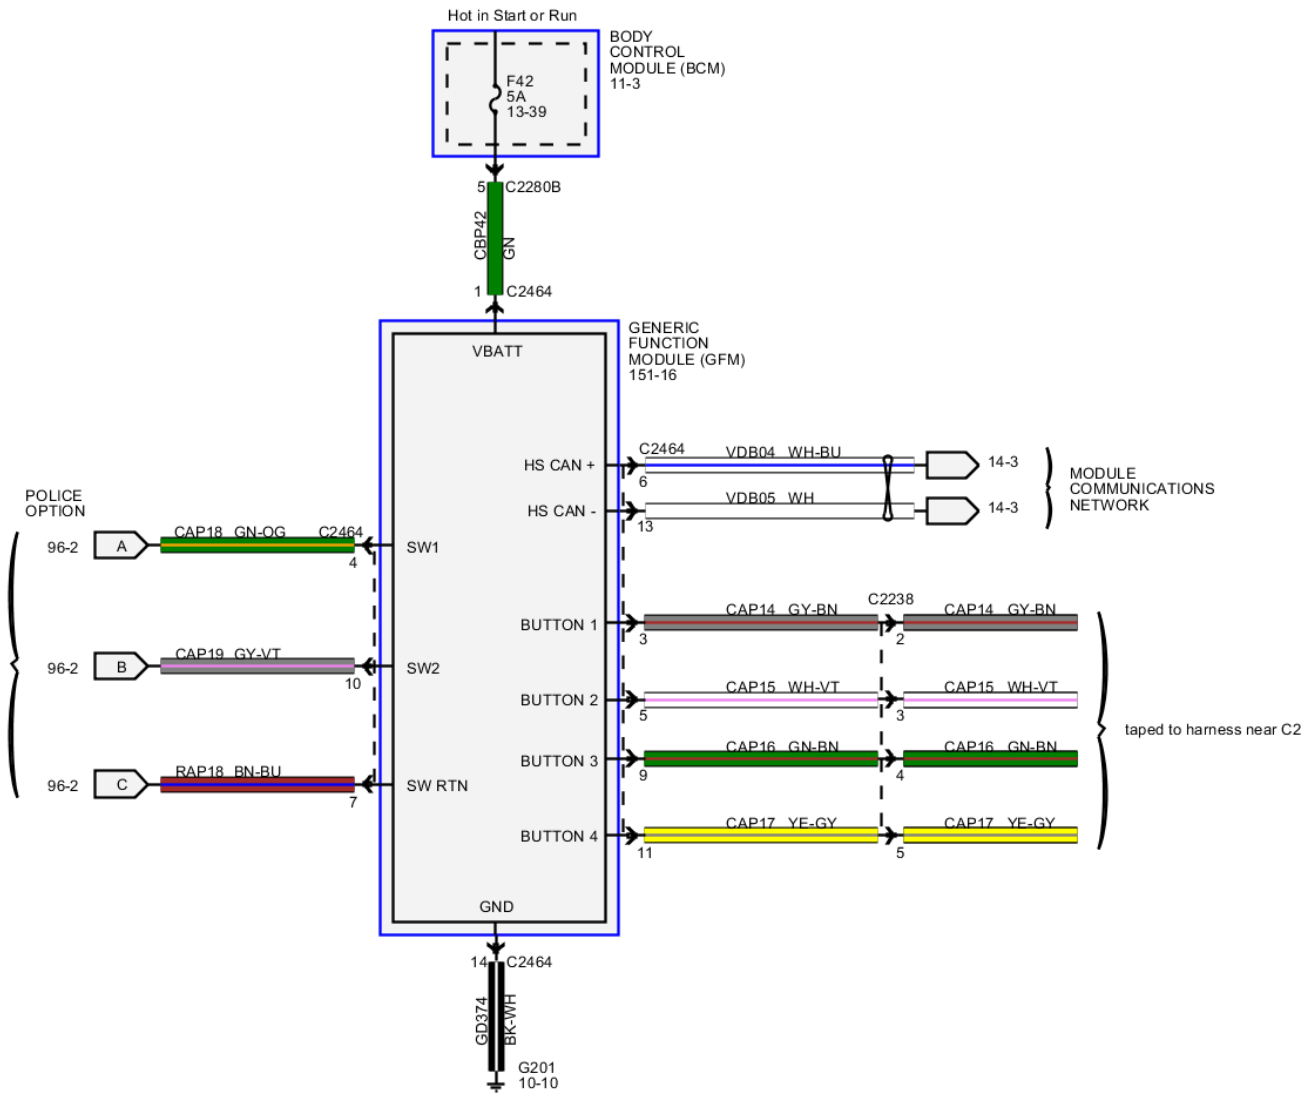 Hot in Start or Run
BODY
CONTROL
MODULE (BCM)
11-3
F42
5A
13-39
5 C2280B
CBP42
GN
1 C2464
GENERIC
FUNCTION
MODULE (GFM)
151-16
VBATT
POLICE
OPTION
96-2 A CAP18 GN-OG C2464
4
SW1
96-2 B CAP19 GY-VT
10
SW2
96-2 C RAP18 BN-BU
7
SW RTN
HS CAN +
C2464
6
VDB04 WH-BU
14-3
HS CAN -
13
VDB05 WH
14-3
MODULE
COMMUNICATIONS
NETWORK
BUTTON 1
3
CAP14 GY-BN
C2238
2
CAP14 GY-BN
BUTTON 2
5
CAP15 WH-VT
3
CAP15 WH-VT
BUTTON 3
9
CAP16 GN-BN
4
CAP16 GN-BN
BUTTON 4
11
CAP17 YE-GY
5
CAP17 YE-GY
taped to harness near C2
GND
14 C2464
GD374
BK-WH
G201
10-10